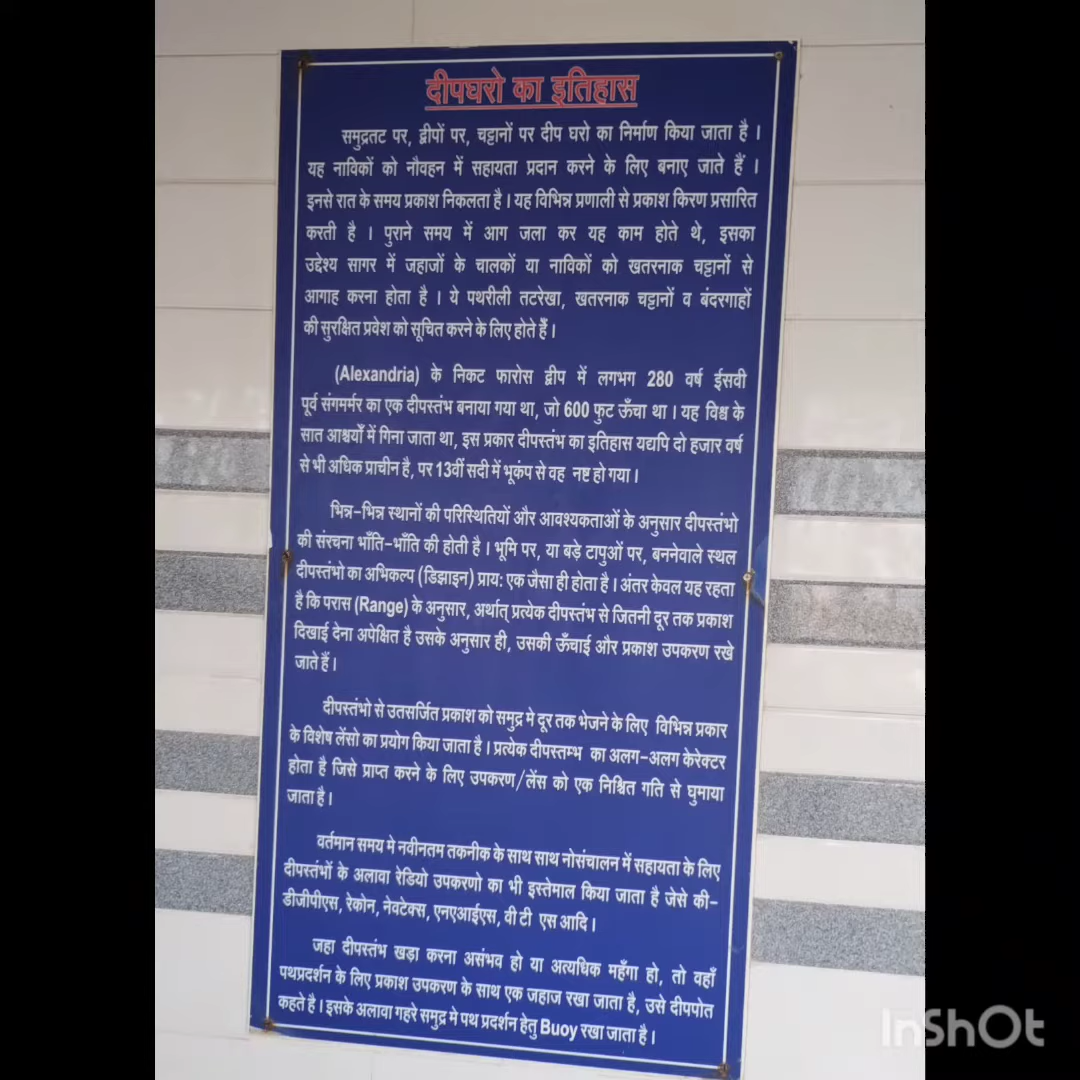 दीपघरो का इतिहास
समुद्रतट पर, द्वीपों पर, चट्टानों पर दीप घरो का निर्माण किया जाता है ।
यह नाविकों को नौवहन में सहायता प्रदान करने के लिए बनाए जाते हैं ।
इनसे रात के समय प्रकाश निकलता है । यह विभिन्न प्रणाली से प्रकाश किरण प्रसारित
करती है । पुराने समय में आग जला कर यह काम होते थे, इसका
उद्देश्य सागर में जहाजों के चालकों या नाविकों को खतरनाक चट्टानों से
आगाह करना होता है । ये पथरीली तटरेखा, खतरनाक चट्टानों व बंदरगाहों
की सुरक्षित प्रवेश को सूचित करने के लिए होते हैं ।
(Alexandria) के निकट फारोस द्वीप में लगभग 280 वर्ष ईसवी
पूर्व संगमर्मर का एक दीपस्तंभ बनाया गया था, जो 600 फुट ऊँचा था । यह विश्व के
सात आश्चर्यों में गिना जाता था, इस प्रकार दीपस्तंभ का इतिहास यद्यपि दो हजार वर्ष
से भी अधिक प्राचीन है, पर 13वीं सदी में भूकंप से वह नष्ट हो गया ।
भिन्न-भिन्न स्थानों की परिस्थितियों और आवश्यकताओं के अनुसार दीपस्तंभो
की संरचना भाँति-भाँति की होती है । भूमि पर, या बड़े टापुओं पर, बननेवाले स्थल
दीपस्तंभो का अभिकल्प (डिझाइन) प्राय: एक जैसा ही होता है । अंतर केवल यह रहता
है कि परास (Range) के अनुसार, अर्थात् प्रत्येक दीपस्तंभ से जितनी दूर तक प्रकाश
दिखाई देना अपेक्षित है उसके अनुसार ही, उसकी ऊँचाई और प्रकाश उपकरण रखे
जाते हैं ।
दीपस्तंभो से उतसर्जित प्रकाश को समुद्र मे दूर तक भेजने के लिए विभिन्न प्रकार
के विशेष लेंसो का प्रयोग किया जाता है । प्रत्येक दीपस्तम्भ का अलग-अलग केरेक्टर
होता है जिसे प्राप्त करने के लिए उपकरण/लेंस को एक निश्चित गति से घुमाया
जाता है ।
वर्तमान समय मे नवीनतम तकनीक के साथ साथ नोसंचालन में सहायता के लिए
दीपस्तंभों के अलावा रेडियो उपकरणो का भी इस्तेमाल किया जाता है जेसे की-
डीजीपीएस, रेकोन, नेवटेक्स, एनएआईएस, वी टी एस आदि ।
जहा दीपस्तंभ खड़ा करना असंभव हो या अत्यधिक महँगा हो, तो वहाँ
पथप्रदर्शन के लिए प्रकाश उपकरण के साथ एक जहाज रखा जाता है, उसे दीपपोत
कहते है । इसके अलावा गहरे समुद्र मे पथ प्रदर्शन हेतु Buoy रखा जाता है ।
InShOt